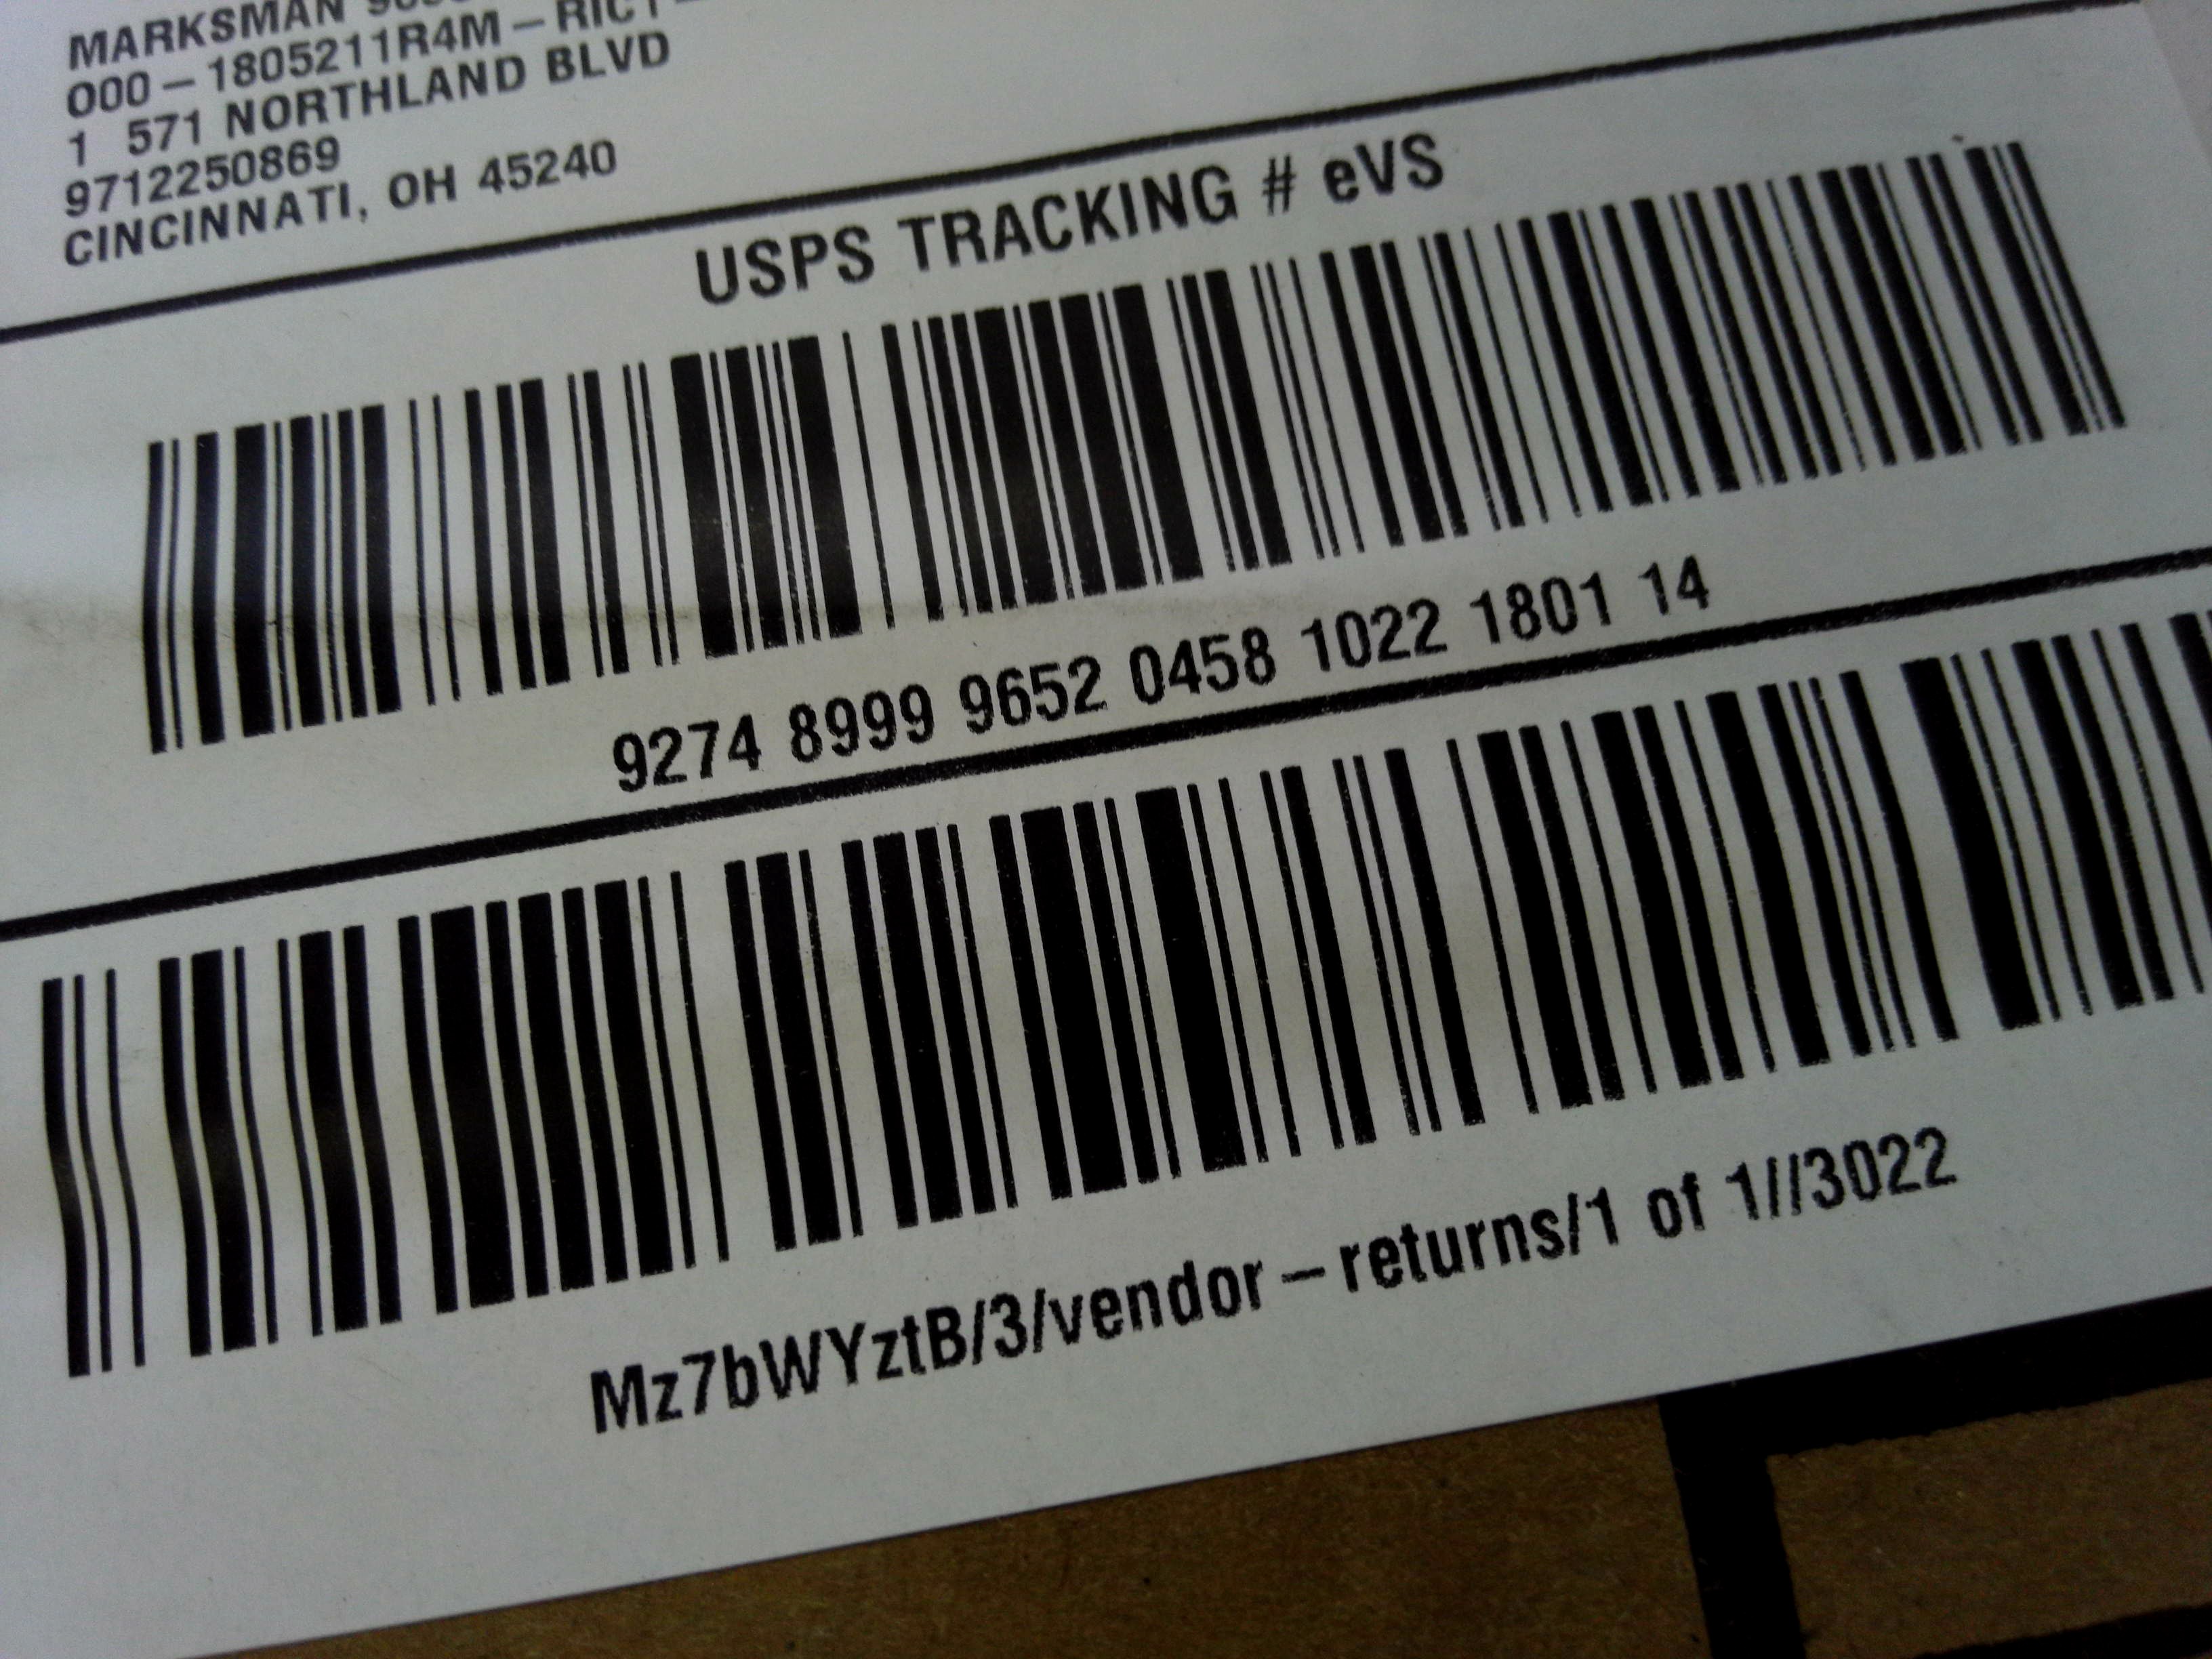 MARKSMAN
000 – 1805211R4M –
1 571 NORTHLAND BLVD
9712250869
CINCINNATI, OH 45240
USPS TRACKING # eVS
9274 8999 9652 0458 1022 1801 14
Mz7bWYztB/3/vendor – returns/1 of 1//3022